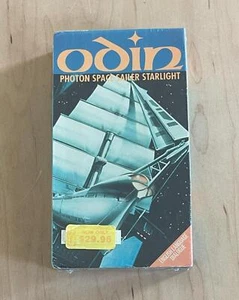 odin
PHOTON SPACE SAILER STARLIGHT
$29.95